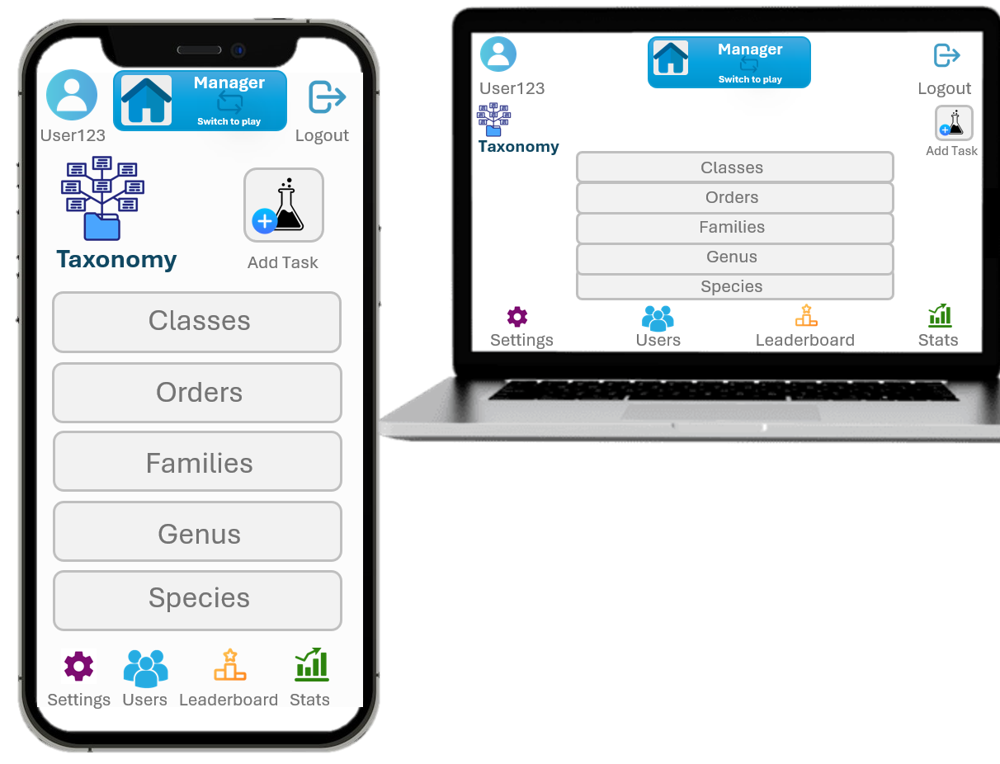 Manager
Switch to play
User123
Logout
Taxonomy
Add Task
Classes
Orders
Families
Genus
Species
Settings
Users
Leaderboard
Stats
Manager
Switch to play
User123
Logout
Taxonomy
Add Task
Classes
Orders
Families
Genus
Species
Settings
Users
Leaderboard
Stats